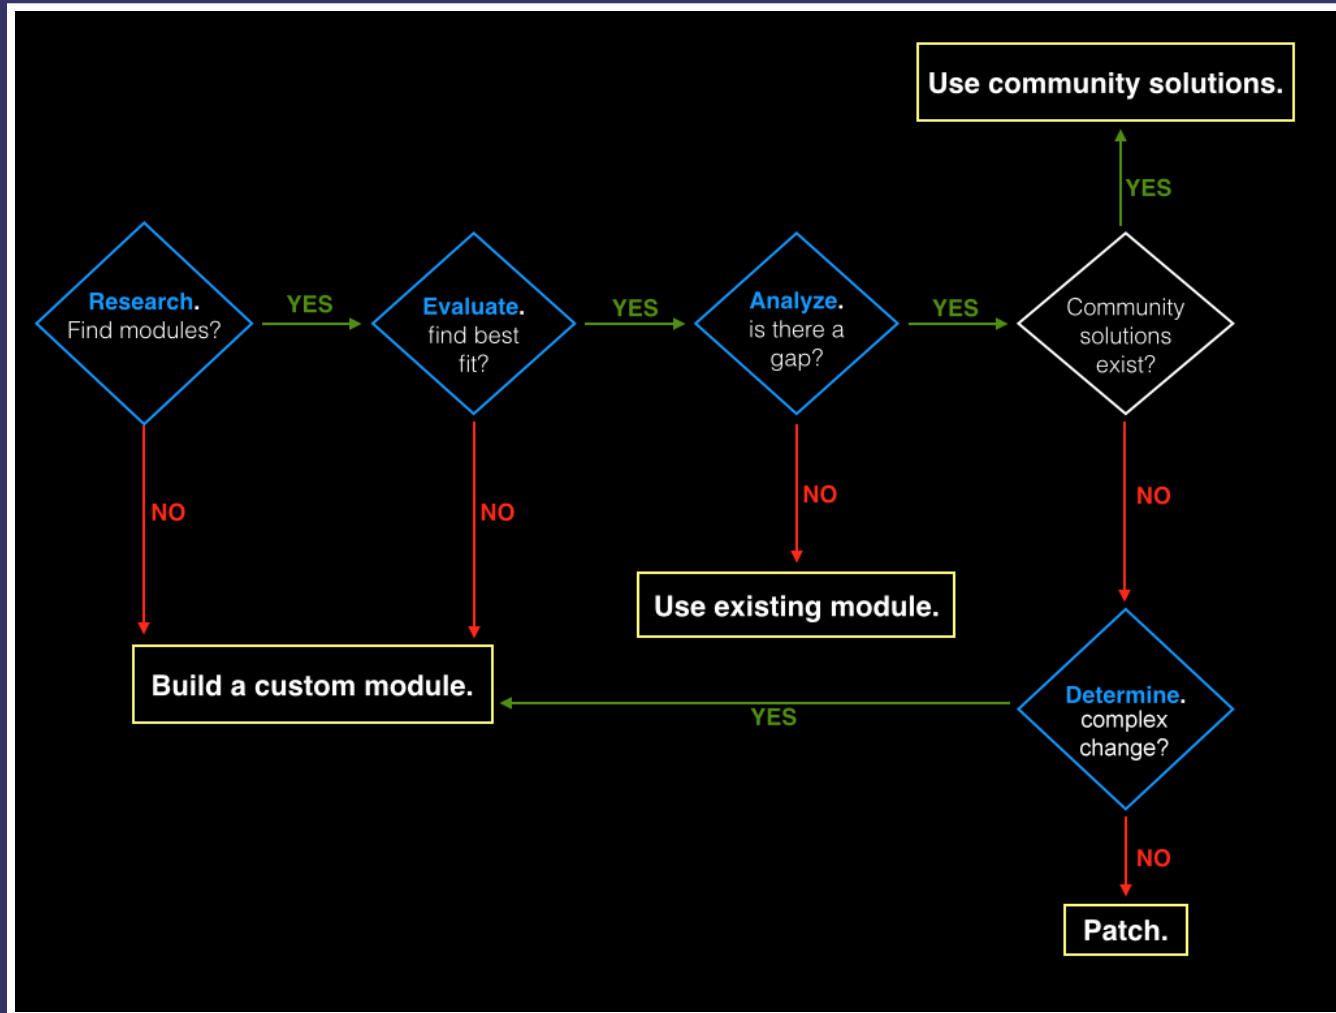 Use community solutions.
YES
Research.
Find modules?
YES
Evaluate.
find best
fit?
YES
Analyze.
is there a
gap?
YES
Community
solutions
exist?
NO
NO
NO
NO
Use existing module.
Build a custom module.
YES
Determine.
complex
change?
NO
Patch.